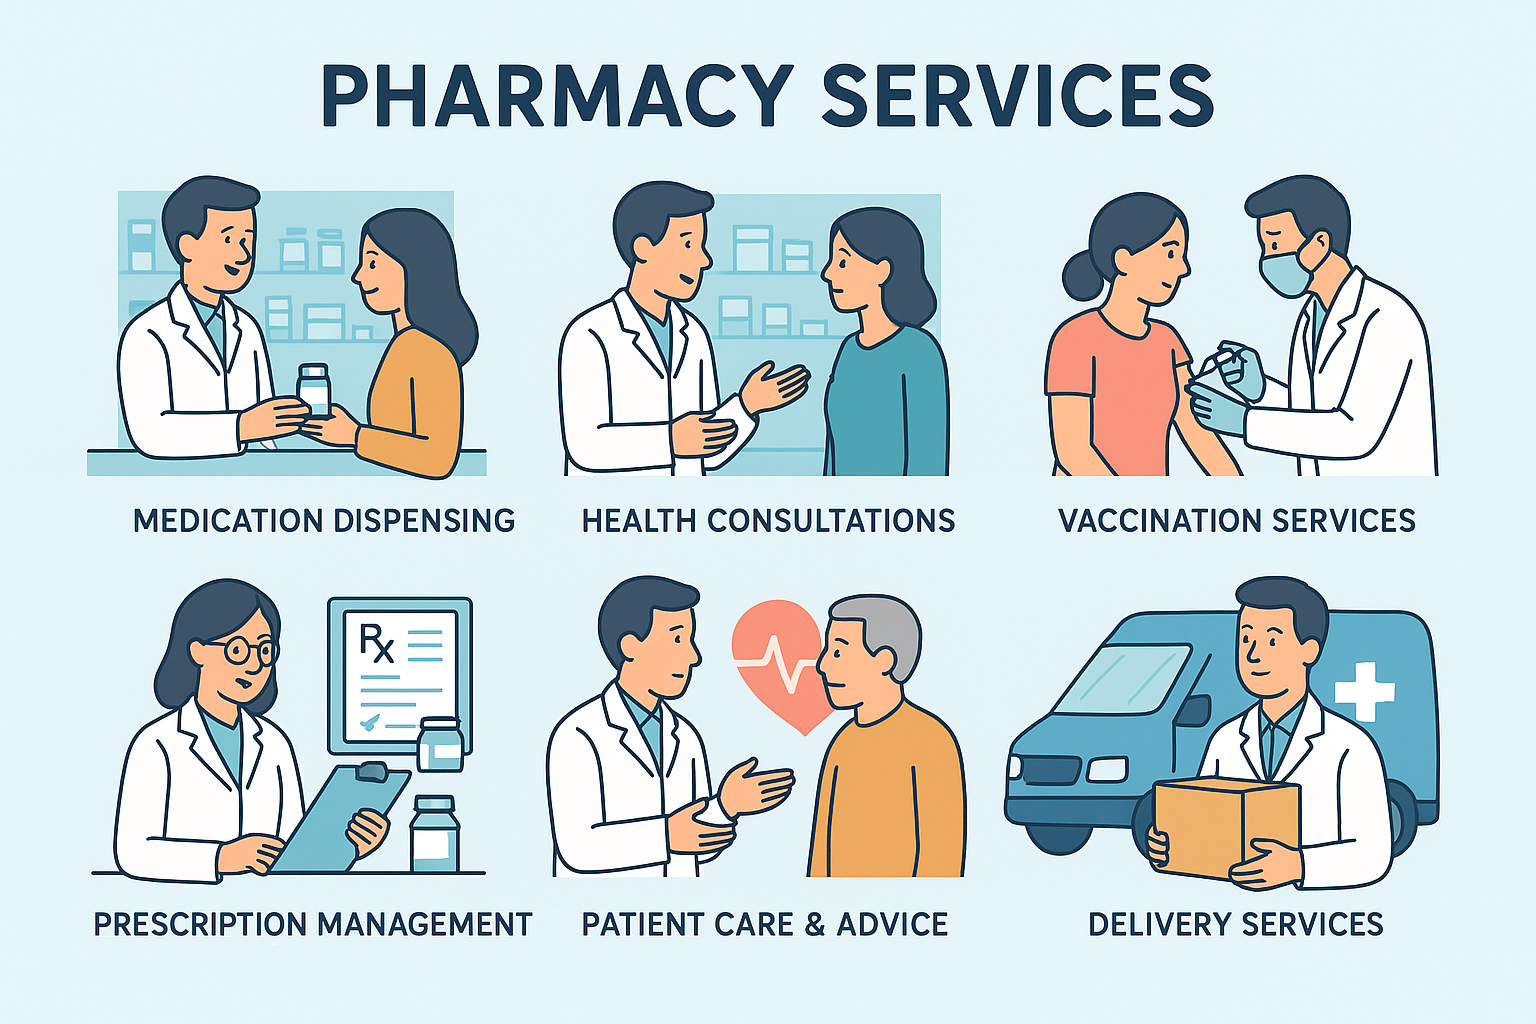 PHARMACY SERVICES
MEDICATION DISPENSING
HEALTH CONSULTATIONS
VACCINATION SERVICES
Rx
PRESCRIPTION MANAGEMENT
PATIENT CARE & ADVICE
DELIVERY SERVICES